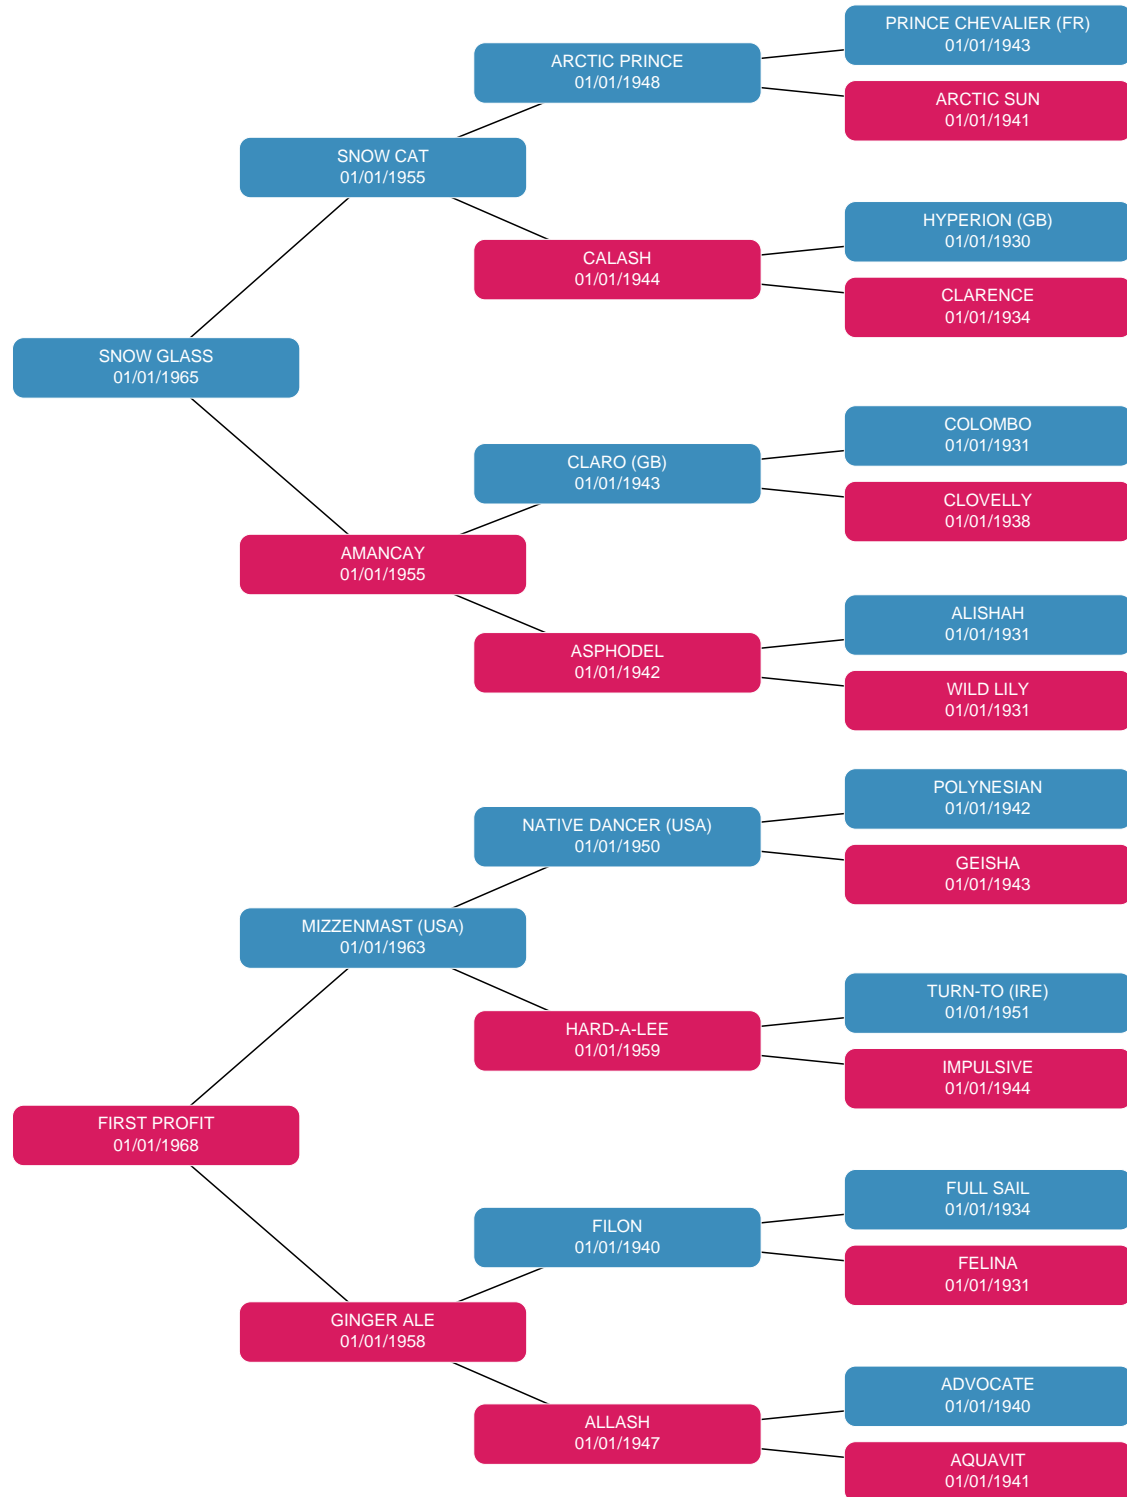 PRINCE CHEVALIER (FR)
01/01/1943
ARCTIC PRINCE
01/01/1948
ARCTIC SUN
01/01/1941
SNOW CAT
01/01/1955
HYPERION (GB)
01/01/1930
CALASH
01/01/1944
CLARENCE
01/01/1934
SNOW GLASS
01/01/1965
COLOMBO
01/01/1931
CLARO (GB)
01/01/1943
CLOVELLY
01/01/1938
AMANCAY
01/01/1955
ALISHAH
01/01/1931
ASPHODEL
01/01/1942
WILD LILY
01/01/1931
POLYNESIAN
01/01/1942
NATIVE DANCER (USA)
01/01/1950
GEISHA
01/01/1943
MIZZENMAST (USA)
01/01/1963
TURN-TO (IRE)
01/01/1951
HARD-A-LEE
01/01/1959
IMPULSIVE
01/01/1944
FIRST PROFIT
01/01/1968
FULL SAIL
01/01/1934
FILON
01/01/1940
FELINA
01/01/1931
GINGER ALE
01/01/1958
ADVOCATE
01/01/1940
ALLASH
01/01/1947
AQUAVIT
01/01/1941